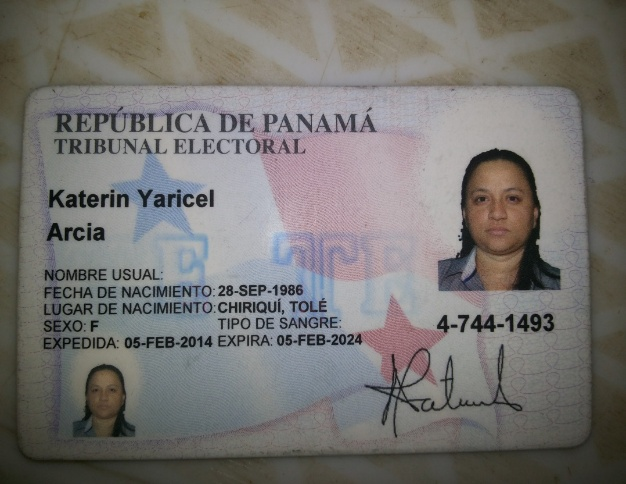 REPÚBLICA DE PANAMÁ
TRIBUNAL ELECTORAL
Katerin Yaricel
Arcia
NOMBRE USUAL:
FECHA DE NACIMIENTO: 28-SEP-1986
LUGAR DE NACIMIENTO: CHIRIQUÍ, TOLÉ
SEXO: F TIPO DE SANGRE:
EXPEDIDA: 05-FEB-2014 EXPIRA: 05-FEB-2024
4-744-1493
TE